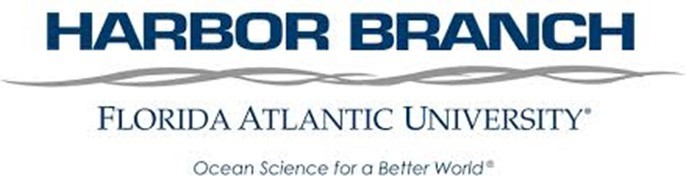 HARBOR BRANCH
FLORIDA ATLANTIC UNIVERSITY®
Ocean Science for a Better World®